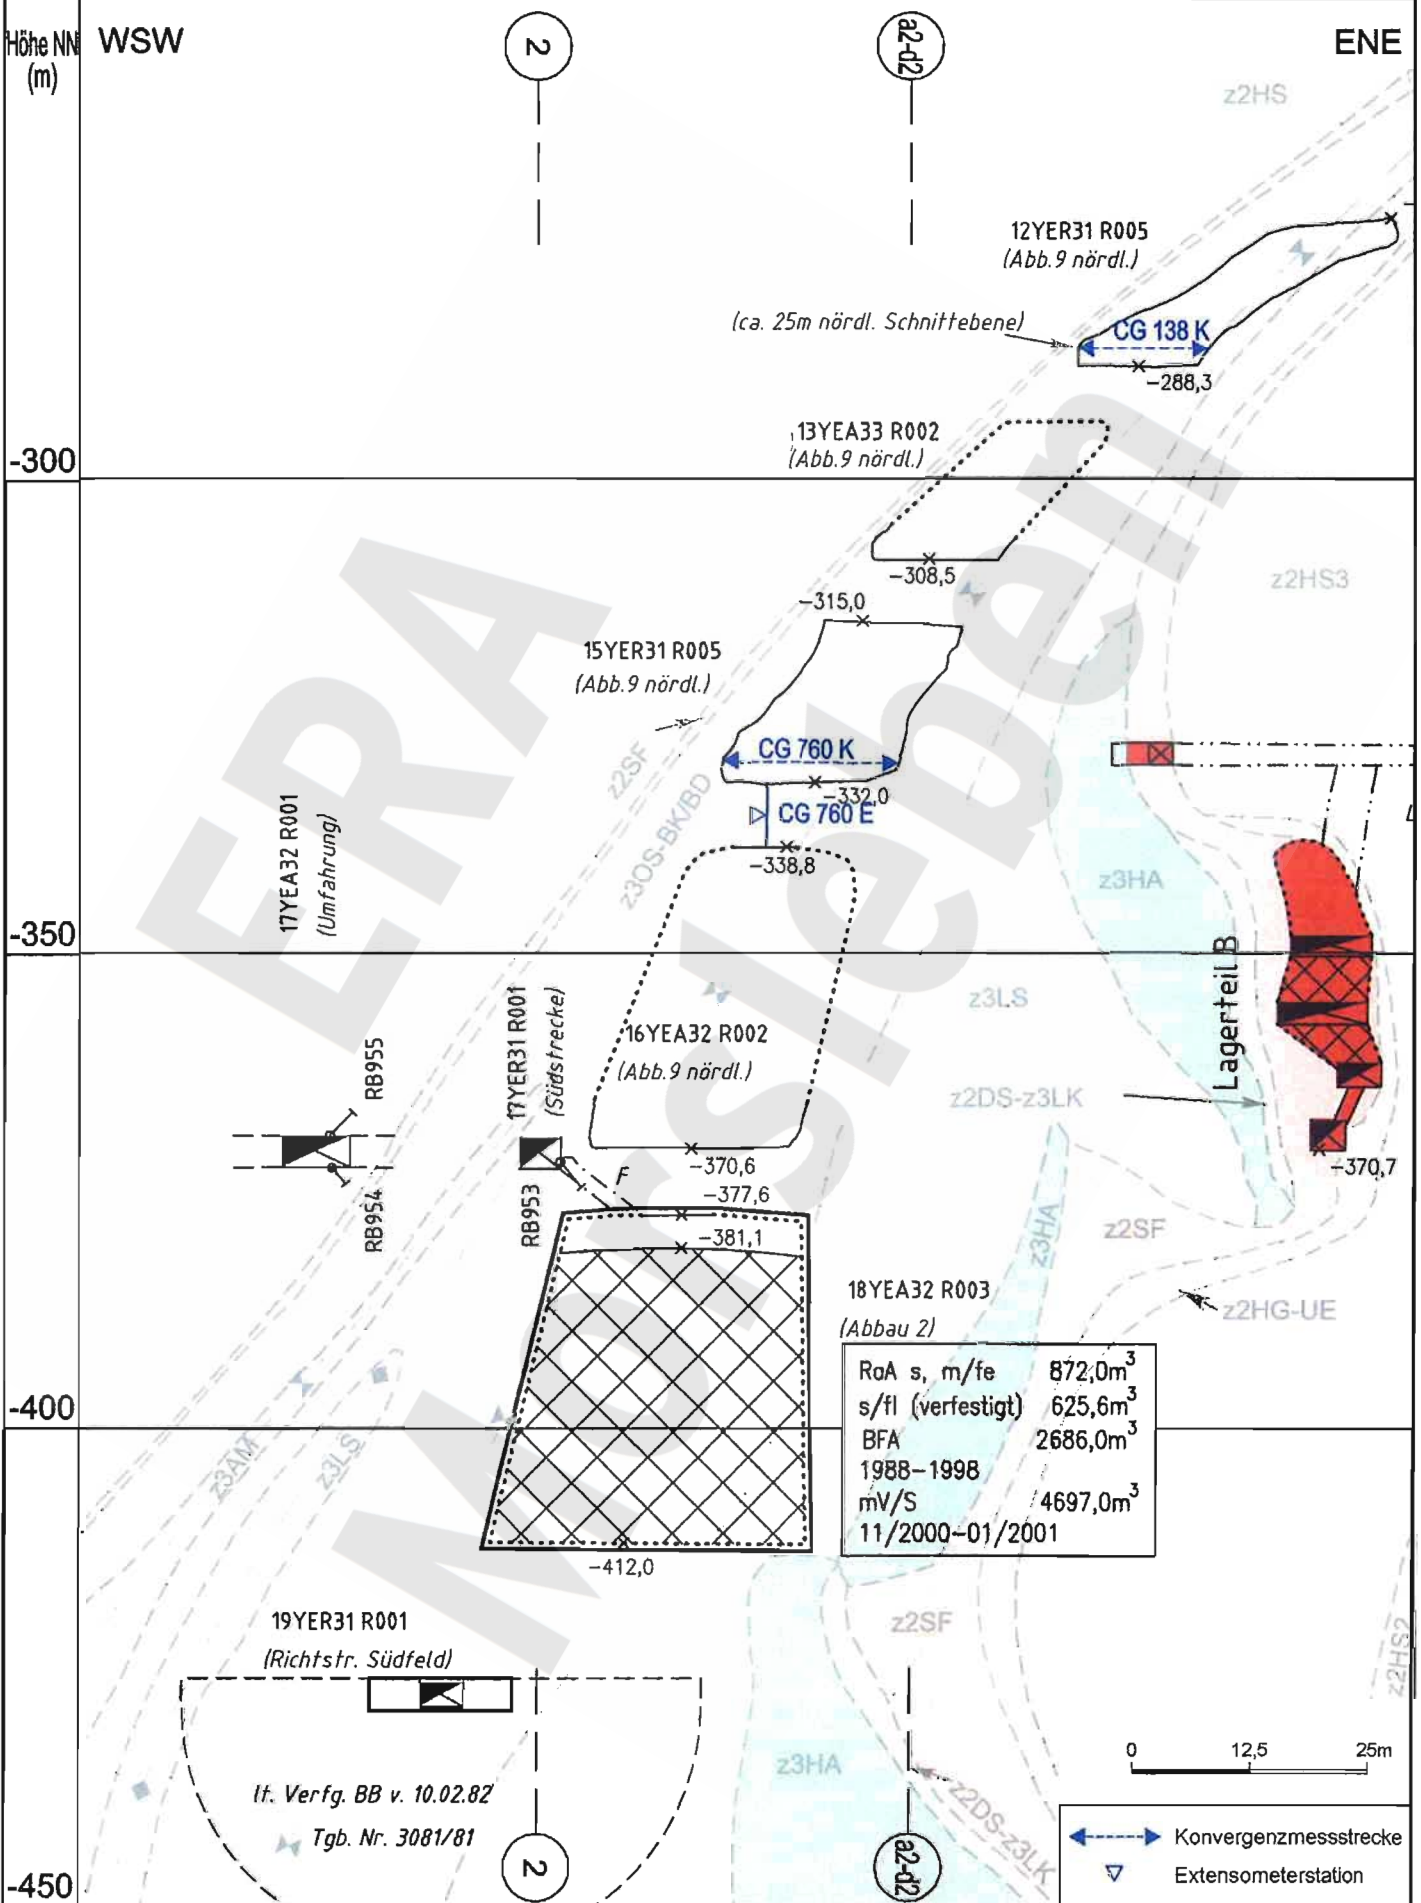 Höhe NN
(m)
WSW
2
a2-d2
ENE
z2HS
12YER31 R005
(Abb.9 nördl.)
(ca. 25m nördl. Schnittebene)
CG 138 K
-288,3
13YEA33 R002
(Abb.9 nördl.)
-300
-308,5
z2HS3
-315,0
15YER31 R005
(Abb.9 nördl.)
CG 760 K
-332,0
CG 760 E
z2SF
z3OS-BK/BD
-338,8
17YEA32 R001
(Umfahrung)
z3HA
-350
Lagerteil B
z3LS
17YER31 R001
(Südstrecke)
16YEA32 R002
(Abb.9 nördl.)
RB955
z2DS-z3LK
-370,6
-370,7
F
RB954
RB953
-377,6
-381,1
z3HA
z2SF
18YEA32 R003
(Abbau 2)
z2HG-UE
RaA s, m/fe 872,0m³
s/fl (verfestigt) 625,6m³
BFA 2686,0m³
1988-1998
mV/S 4697,0m³
11/2000-01/2001
-400
z3AM
z3LS
-412,0
19YER31 R001
(Richtstr. Südfeld)
z2SF
z2HS2
z3HA
0 12,5 25m
lt. Verfg. BB v. 10.02.82
Tgb. Nr. 3081/81
z2DS-z3LK
2
a2-d2
Konvergenzmessstrecke
Extensometerstation
-450
ERA
Morsleben